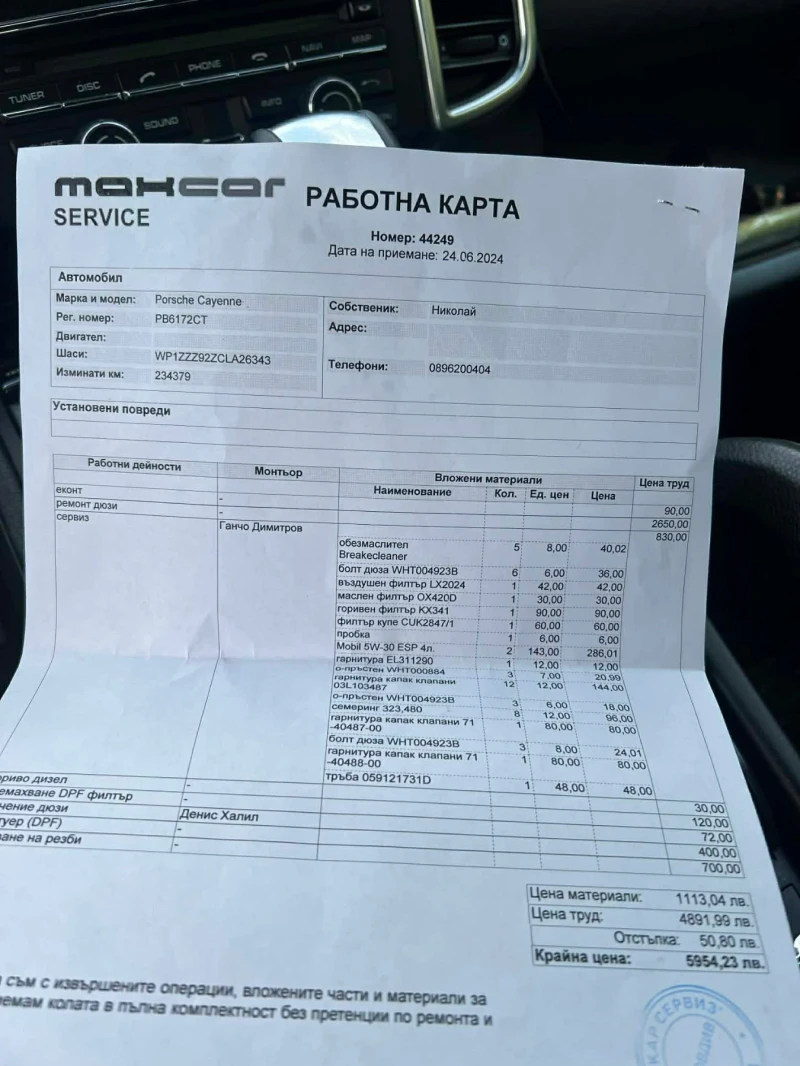 TUNER DISC PHONE NAVI MAP
SOUND INFO
maxcar
SERVICE
РАБОТНА КАРТА
Номер: 44249
Дата на приемане: 24.06.2024
Автомобил
Марка и модел: Porsche Cayenne
Собственик: Николай
Рег. номер: PB6172CT
Адрес:
Двигател:
Шаси: WP1ZZZ92ZCLA26343
Телефони: 0896200404
Изминати км: 234379
Установени повреди
Работни дейности Монтьор Вложени материали Цена труд
Наименование Кол. Ед. цен Цена
еконт - 90,00
ремонт дюзи - 2650,00
сервиз Ганчо Димитров 830,00
обезмаслител
Breakecleaner 5 8,00 40,02
болт дюза WHT004923B 6 6,00 36,00
въздушен филтър LX2024 1 42,00 42,00
маслен филтър OX420D 1 30,00 30,00
горивен филтър KX341 1 90,00 90,00
филтър купе CUK2847/1 1 60,00 60,00
пробка 1 6,00 6,00
Mobil 5W-30 ESP 4л. 2 143,00 286,01
гарнитура EL311290 1 12,00 12,00
о-пръстен WHT000884 3 7,00 20,99
гарнитура капак клапани
03L103487 12 12,00 144,00
о-пръстен WHT004923B 3 6,00 18,00
семеринг 323,480 8 12,00 96,00
гарнитура капак клапани 71
-40487-00 1 80,00 80,00
болт дюза WHT004923B 3 8,00 24,01
гарнитура капак клапани 71
-40488-00 1 80,00 80,00
тръба 059121731D 1 48,00 48,00
риво дизел - 30,00
емахване DPF филтър - 120,00
чение дюзи Денис Халил 72,00
туер (DPF) - 400,00
ане на резби - 700,00
Цена материали: 1113,04 лв.
Цена труд: 4891,99 лв.
Отстъпка: 50,80 лв.
Крайна цена: 5954,23 лв.
съм с извършените операции, вложените части и материали за
емам колата в пълна комплектност без претенции по ремонта и
КАР СЕРВИЗ
ОВДИВ